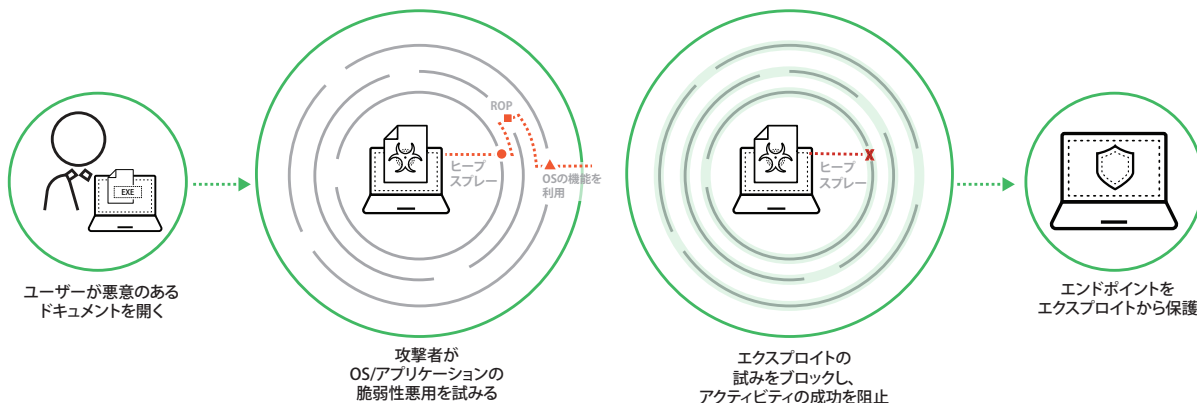 EXE
ユーザーが悪意のある
ドキュメントを開く
ROP
ヒープ
スプレー
OSの機能を
利用
攻撃者が
OS/アプリケーションの
脆弱性悪用を試みる
X
ヒープ
スプレー
エクスプロイトの
試みをブロックし、
アクティビティの成功を阻止
エンドポイントを
エクスプロイトから保護